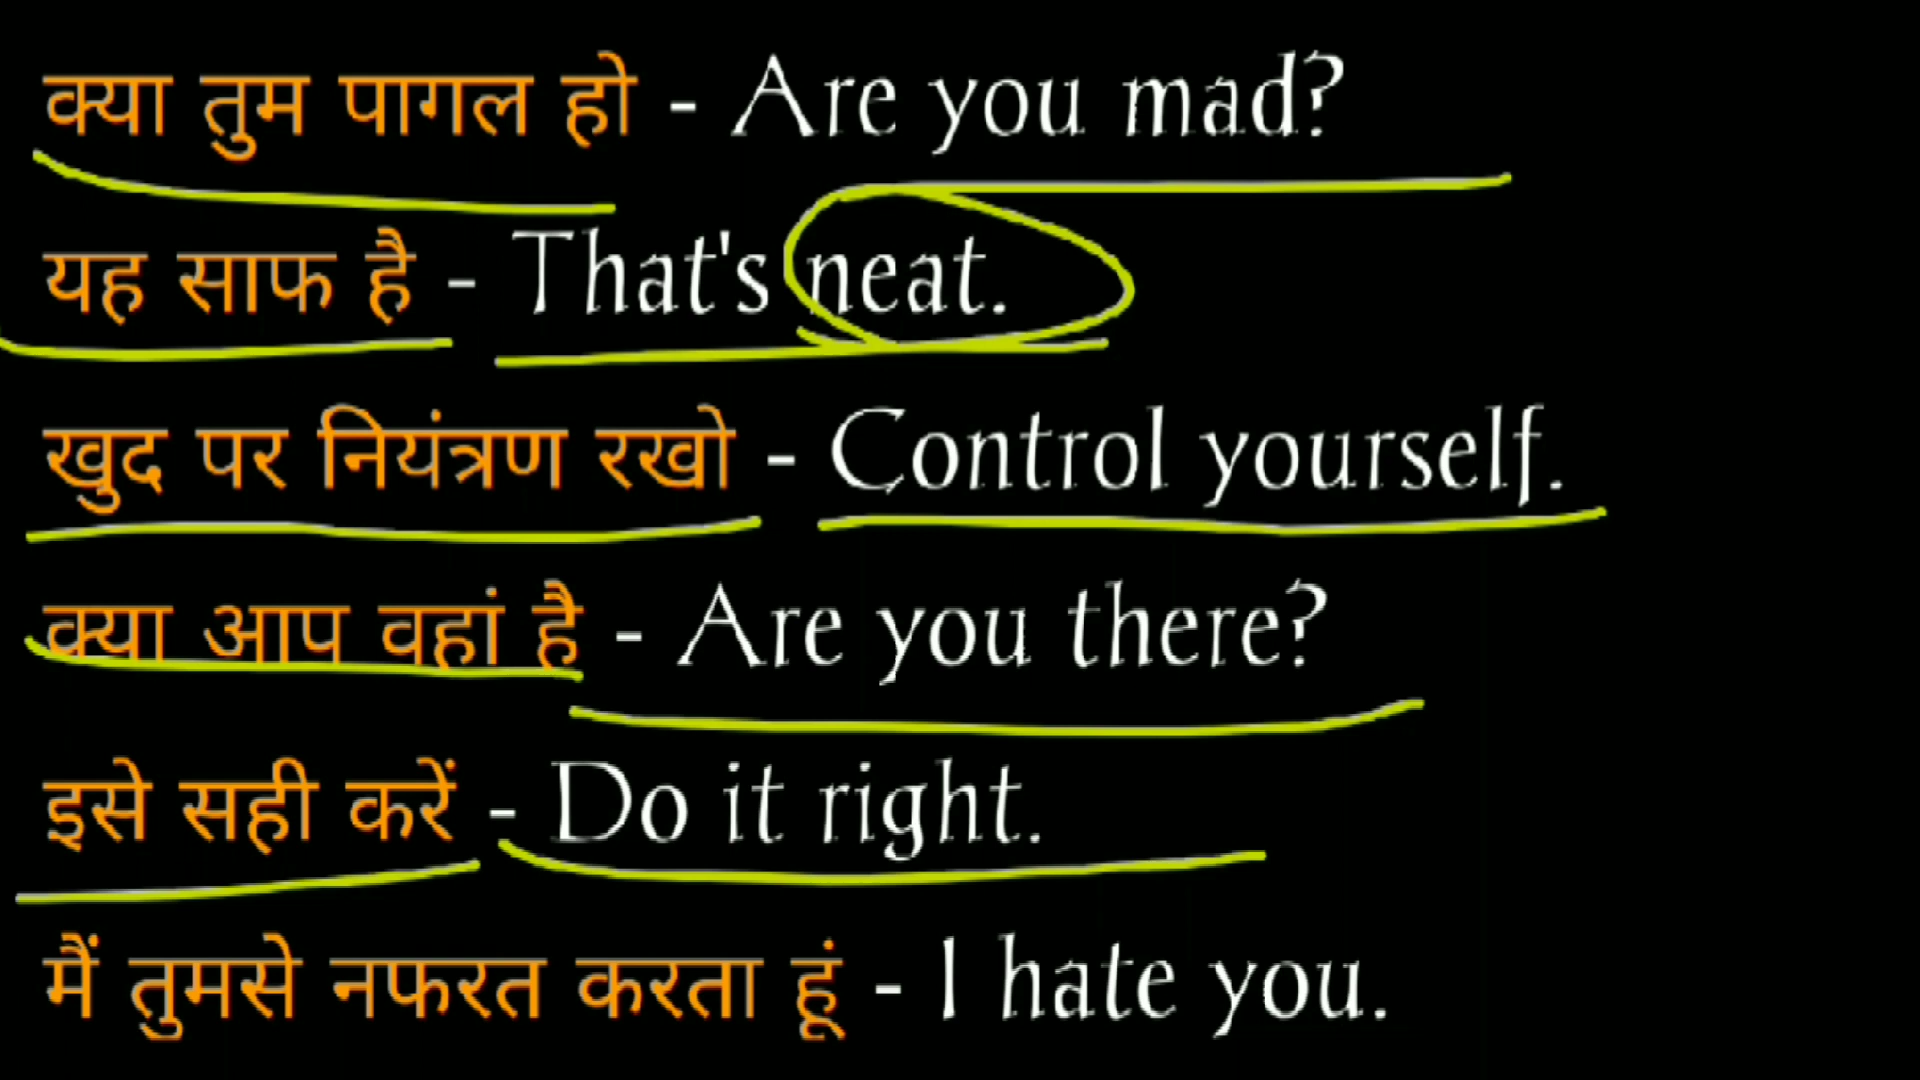 क्या तुम पागल हो - Are you mad?
यह साफ है - That's neat.
खुद पर नियंत्रण रखो - Control yourself.
क्या आप वहां है - Are you there?
इसे सही करें - Do it right.
मैं तुमसे नफरत करता हूं - I hate you.